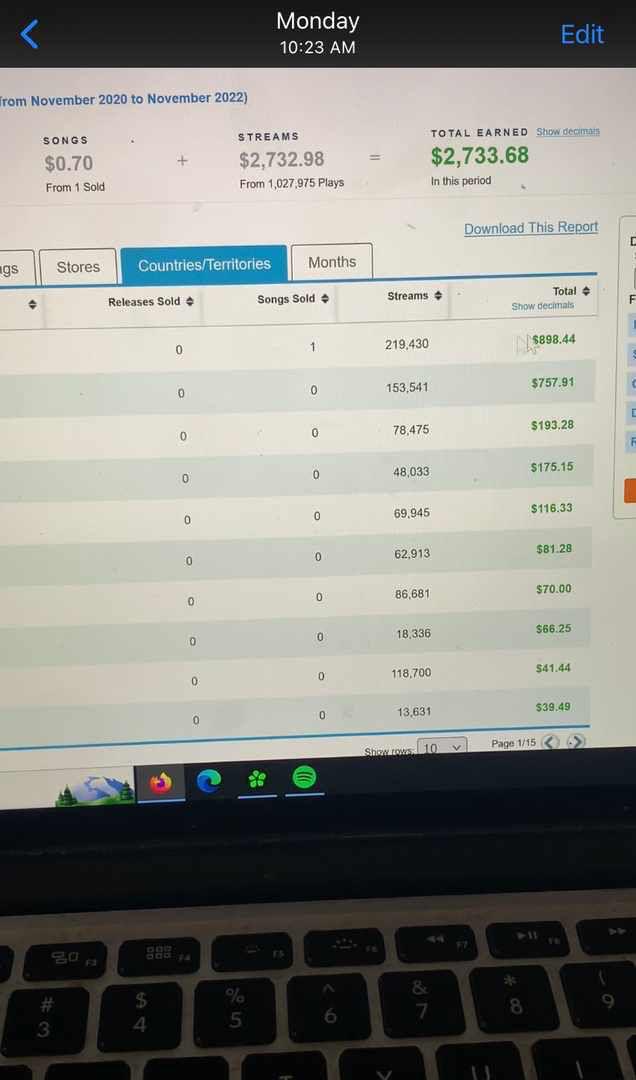 Monday
10:23 AM
Edit
from November 2020 to November 2022)
SONGS
STREAMS
TOTAL EARNED Show decimals
$0.70 + $2,732.98 = $2,733.68
From 1 Sold From 1,027,975 Plays In this period
Download This Report
ngs Stores Countries/Territories Months
Releases Sold Songs Sold Streams Total
Show decimals
0 1 219,430 $898.44
0 0 153,541 $757.91
0 0 78,475 $193.28
0 0 48,033 $175.15
0 0 69,945 $116.33
0 0 62,913 $81.28
0 0 86,681 $70.00
0 0 18,336 $66.25
0 0 118,700 $41.44
0 0 13,631 $39.49
Show rows: 10 Page 1/15
F3 F4 F5 F6 F7 F8
# $ % ^ & * (
3 4 5 6 7 8 9